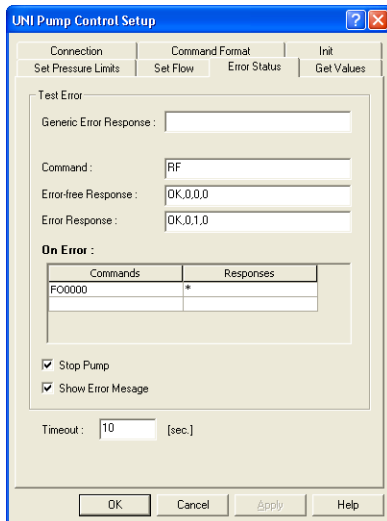 UNI Pump Control Setup
Connection Command Format Init
Set Pressure Limits Set Flow Error Status Get Values
Test Error
Generic Error Response :
Command : RF
Error-free Response : OK,0,0,0
Error Response : OK,0,1,0
On Error :
Commands Responses
FO0000 *
Stop Pump
Show Error Mesage
Timeout : 10 [sec.]
OK Cancel Apply Help